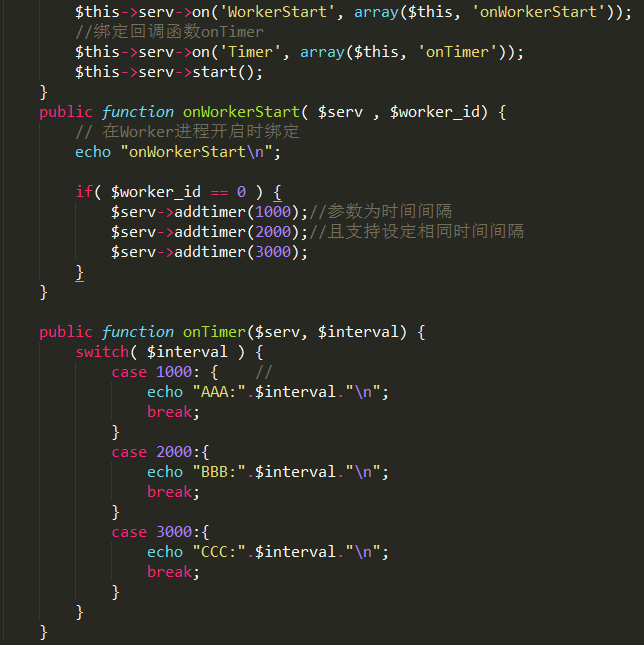 $this->serv->on('WorkerStart', array($this, 'onWorkerStart'));
//绑定回调函数onTimer
$this->serv->on('Timer', array($this, 'onTimer'));
$this->serv->start();
}
public function onWorkerStart( $serv , $worker_id) {
// 在Worker进程开启时绑定
echo "onWorkerStart\n";
if( $worker_id == 0 ) {
$serv->addtimer(1000);//参数为时间间隔
$serv->addtimer(2000);//且支持设定相同时间间隔
$serv->addtimer(3000);
}
}
public function onTimer($serv, $interval) {
switch( $interval ) {
case 1000: {    //
echo "AAA:".$interval."\n";
break;
}
case 2000:{
echo "BBB:".$interval."\n";
break;
}
case 3000:{
echo "CCC:".$interval."\n";
break;
}
}
}